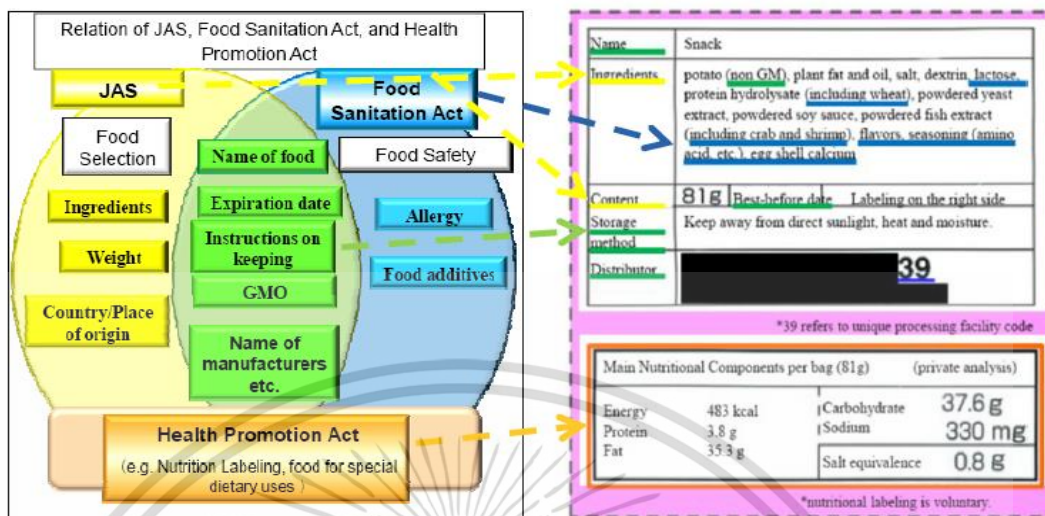 Relation of JAS, Food Sanitation Act, and Health
Promotion Act
JAS
Food
Sanitation Act
Food
Selection
Name of food
Food Safety
Ingredients
Expiration date
Allergy
Weight
Instructions on
keeping
Food additives
GMO
Country/Place
of origin
Name of
manufacturers
etc.
Health Promotion Act
(e.g. Nutrition Labeling, food for special
dietary uses )
Name Snack
Ingredients potato (non GM), plant fat and oil, salt, dextrin, lactose,
protein hydrolysate (including wheat), powdered yeast
extract, powdered soy sauce, powdered fish extract
(including crab and shrimp), flavors, seasoning (amino
acid, etc.), egg shell calcium
Content 81g Best-before date Labeling on the right side
Storage Keep away from direct sunlight, heat and moisture.
method
Distributor 39
*39 refers to unique processing facility code
Main Nutritional Components per bag (81g) (private analysis)
Energy 483 kcal Carbohydrate 37.6 g
Protein 3.8 g Sodium 330 mg
Fat 35.3 g
Salt equivalence 0.8 g
*nutritional labeling is voluntary.